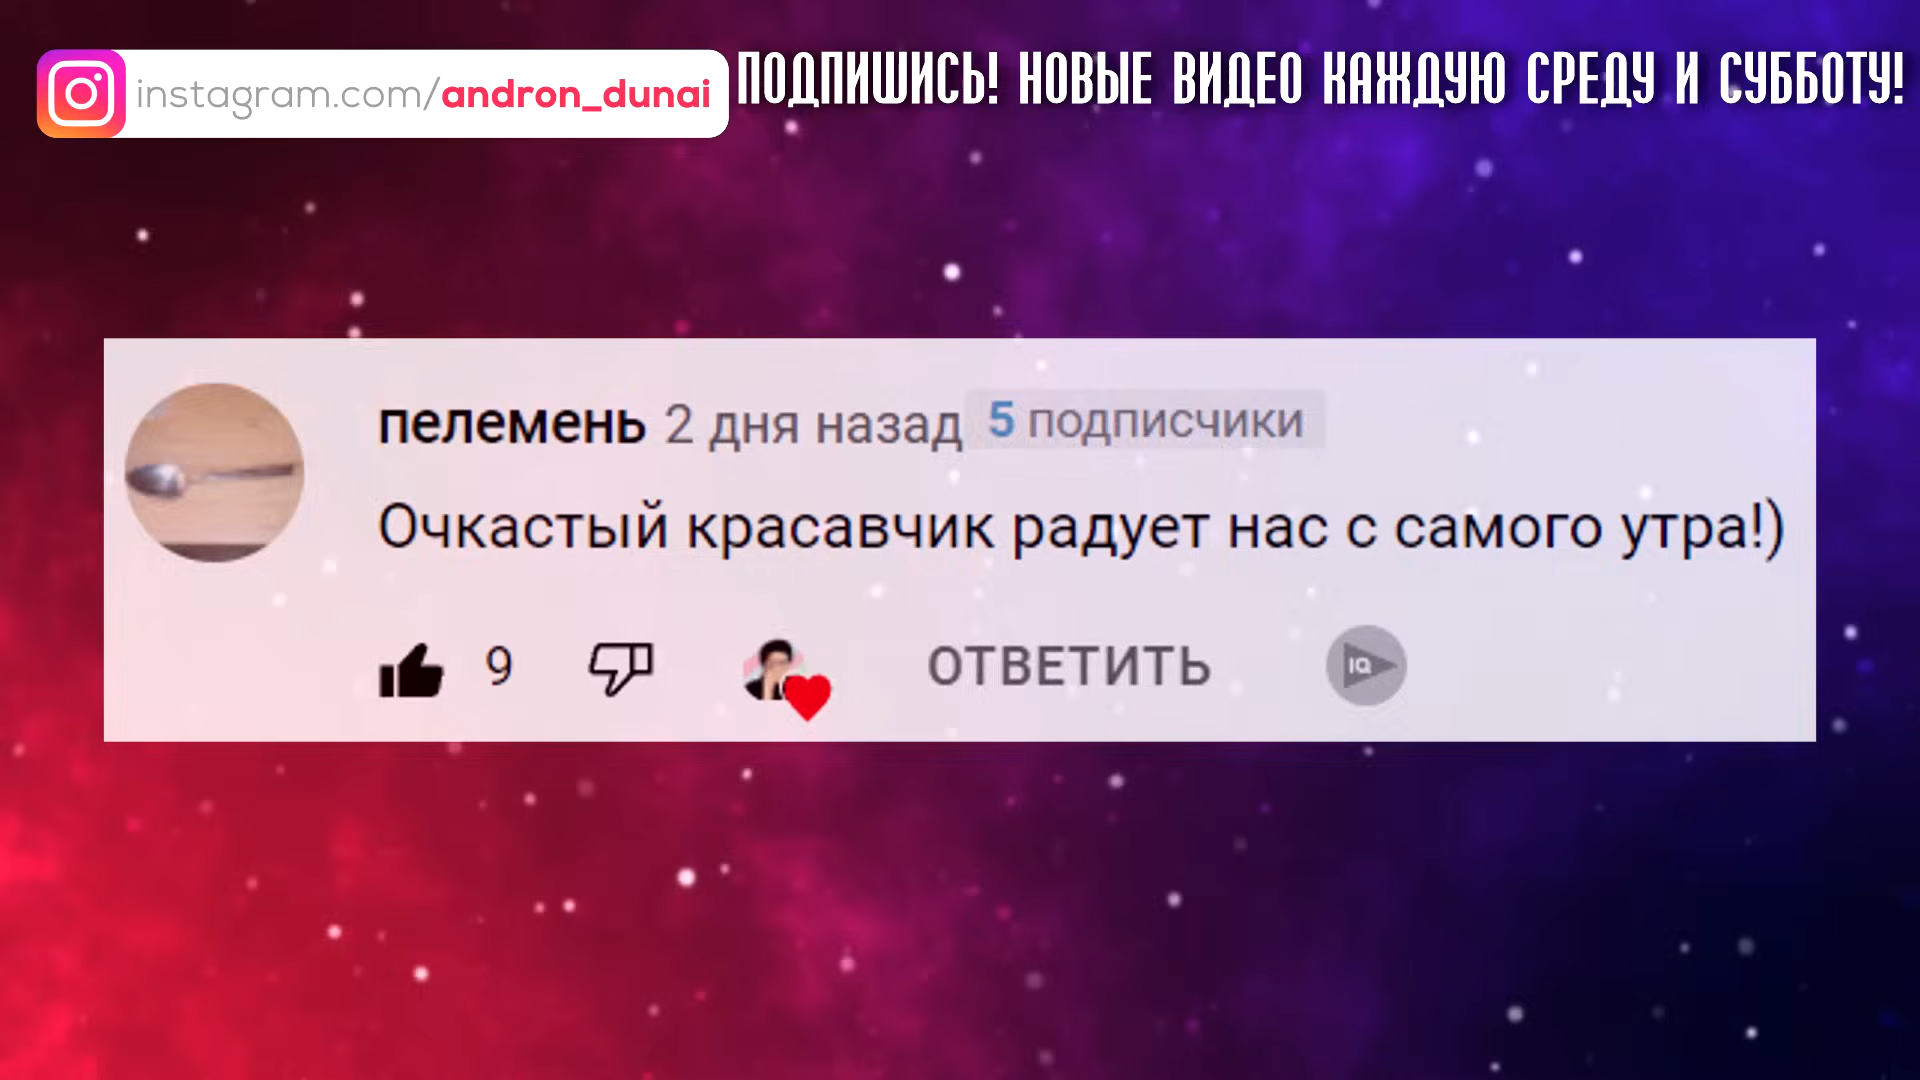 instagram.com/andron_dunai ПОДПИШИСЬ! НОВЫЕ ВИДЕО КАЖДУЮ СРЕДУ И СУББОТУ!
пелемень 2 дня назад 5 подписчики
Очкастый красавчик радует нас с самого утра!)
9 ОТВЕТИТЬ IQ